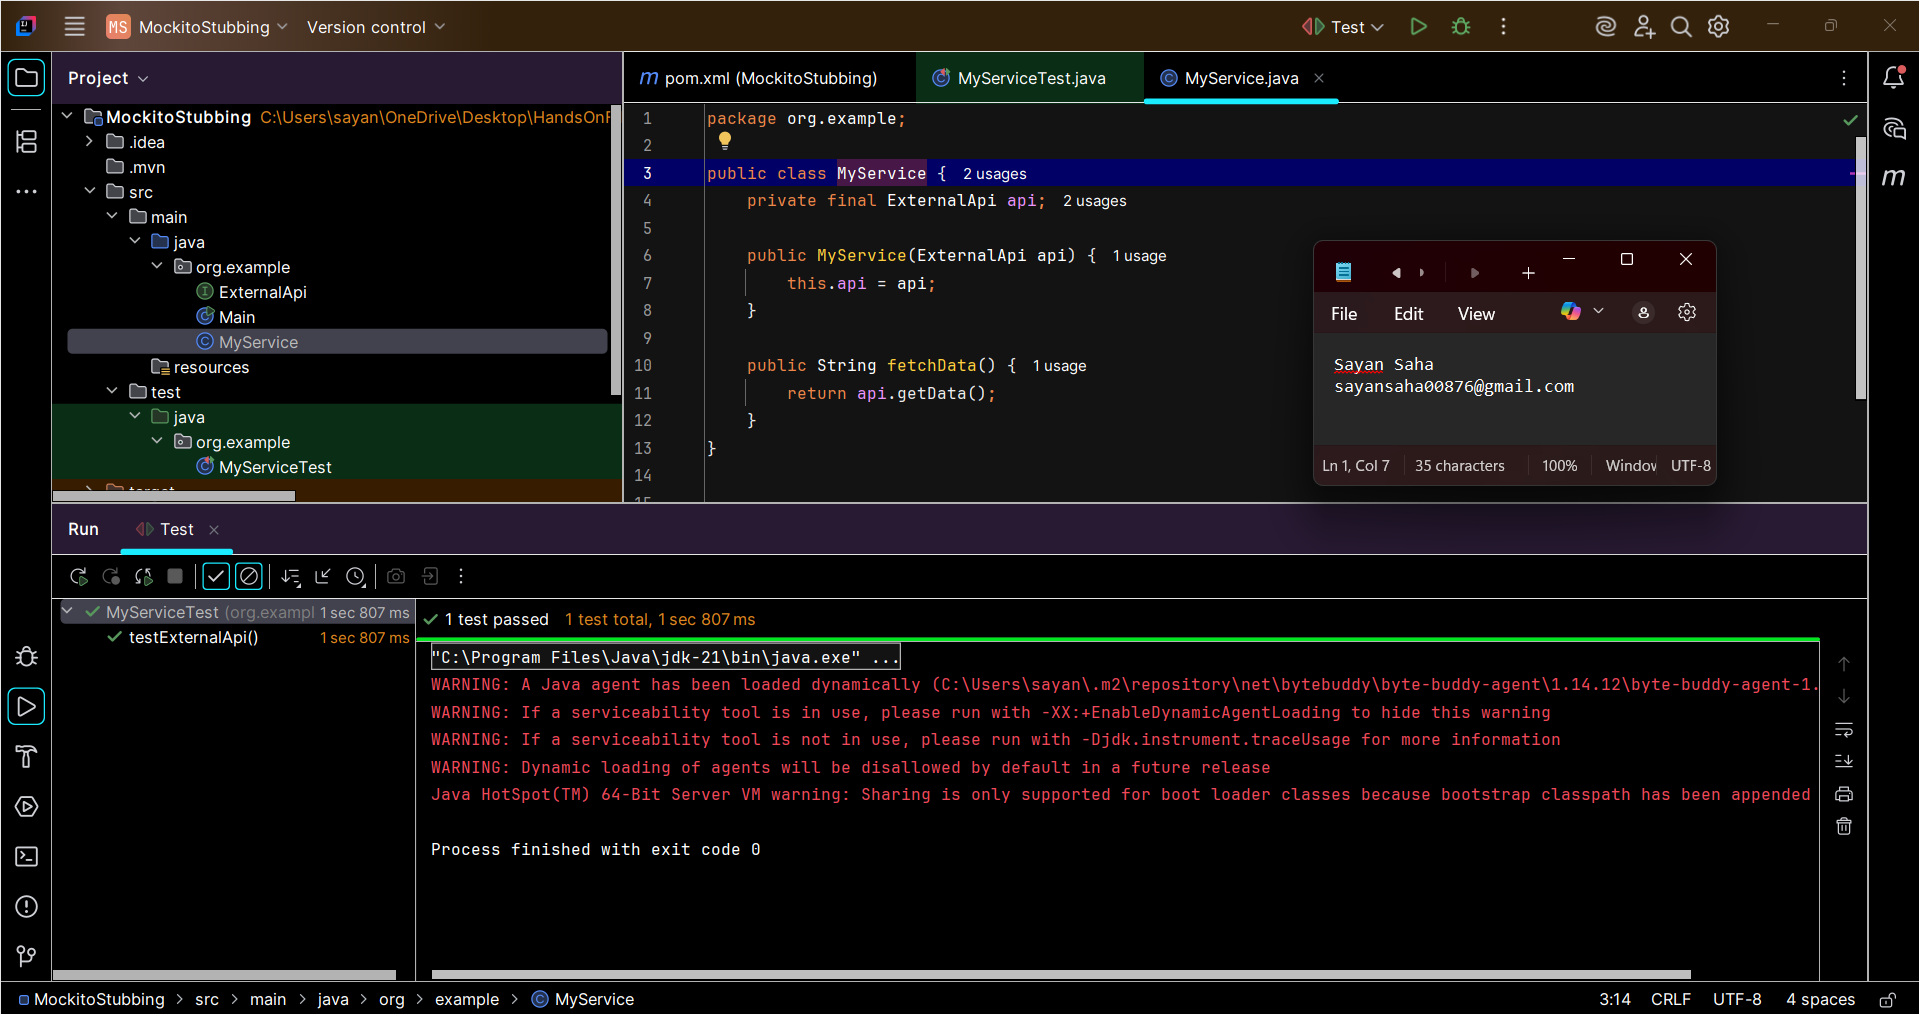 MS MockitoStubbing Version control Test
Project
pom.xml (MockitoStubbing) MyServiceTest.java MyService.java
MockitoStubbing C:\Users\sayan\OneDrive\Desktop\HandsOn
.idea
.mvn
src
main
java
org.example
ExternalApi
Main
MyService
resources
test
java
org.example
MyServiceTest
target
1 package org.example;
2
3 public class MyService { 2 usages
4 private final ExternalApi api; 2 usages
5
6 public MyService(ExternalApi api) { 1 usage
7 this.api = api;
8 }
9
10 public String fetchData() { 1 usage
11 return api.getData();
12 }
13 }
14
15
File Edit View
Sayan Saha
sayansaha00876@gmail.com
Ln 1, Col 7 35 characters 100% Window UTF-8
Run Test
MyServiceTest (org.exampl 1 sec 807 ms
testExternalApi() 1 sec 807 ms
1 test passed 1 test total, 1 sec 807 ms
"C:\Program Files\Java\jdk-21\bin\java.exe" ...
WARNING: A Java agent has been loaded dynamically (C:\Users\sayan\.m2\repository\net\bytebuddy\byte-buddy-agent\1.14.12\byte-buddy-agent-1.
WARNING: If a serviceability tool is in use, please run with -XX:+EnableDynamicAgentLoading to hide this warning
WARNING: If a serviceability tool is not in use, please run with -Djdk.instrument.traceUsage for more information
WARNING: Dynamic loading of agents will be disallowed by default in a future release
Java HotSpot(TM) 64-Bit Server VM warning: Sharing is only supported for boot loader classes because bootstrap classpath has been appended
Process finished with exit code 0
MockitoStubbing > src > main > java > org > example > MyService
3:14 CRLF UTF-8 4 spaces